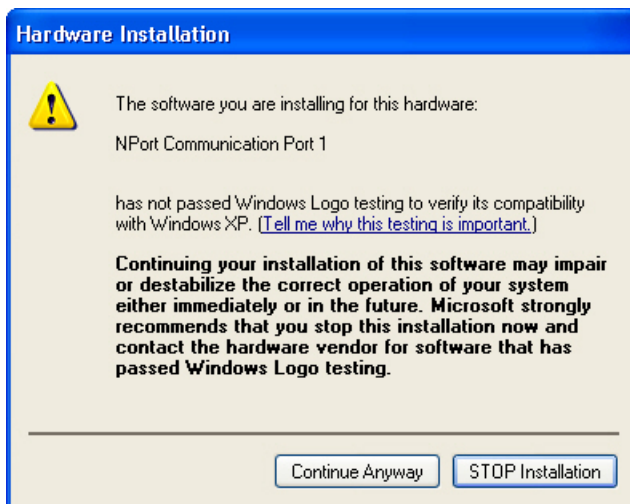 Hardware Installation
The software you are installing for this hardware:
NPort Communication Port 1
has not passed Windows Logo testing to verify its compatibility
with Windows XP. (Tell me why this testing is important.)
Continuing your installation of this software may impair
or destabilize the correct operation of your system
either immediately or in the future. Microsoft strongly
recommends that you stop this installation now and
contact the hardware vendor for software that has
passed Windows Logo testing.
Continue Anyway STOP Installation